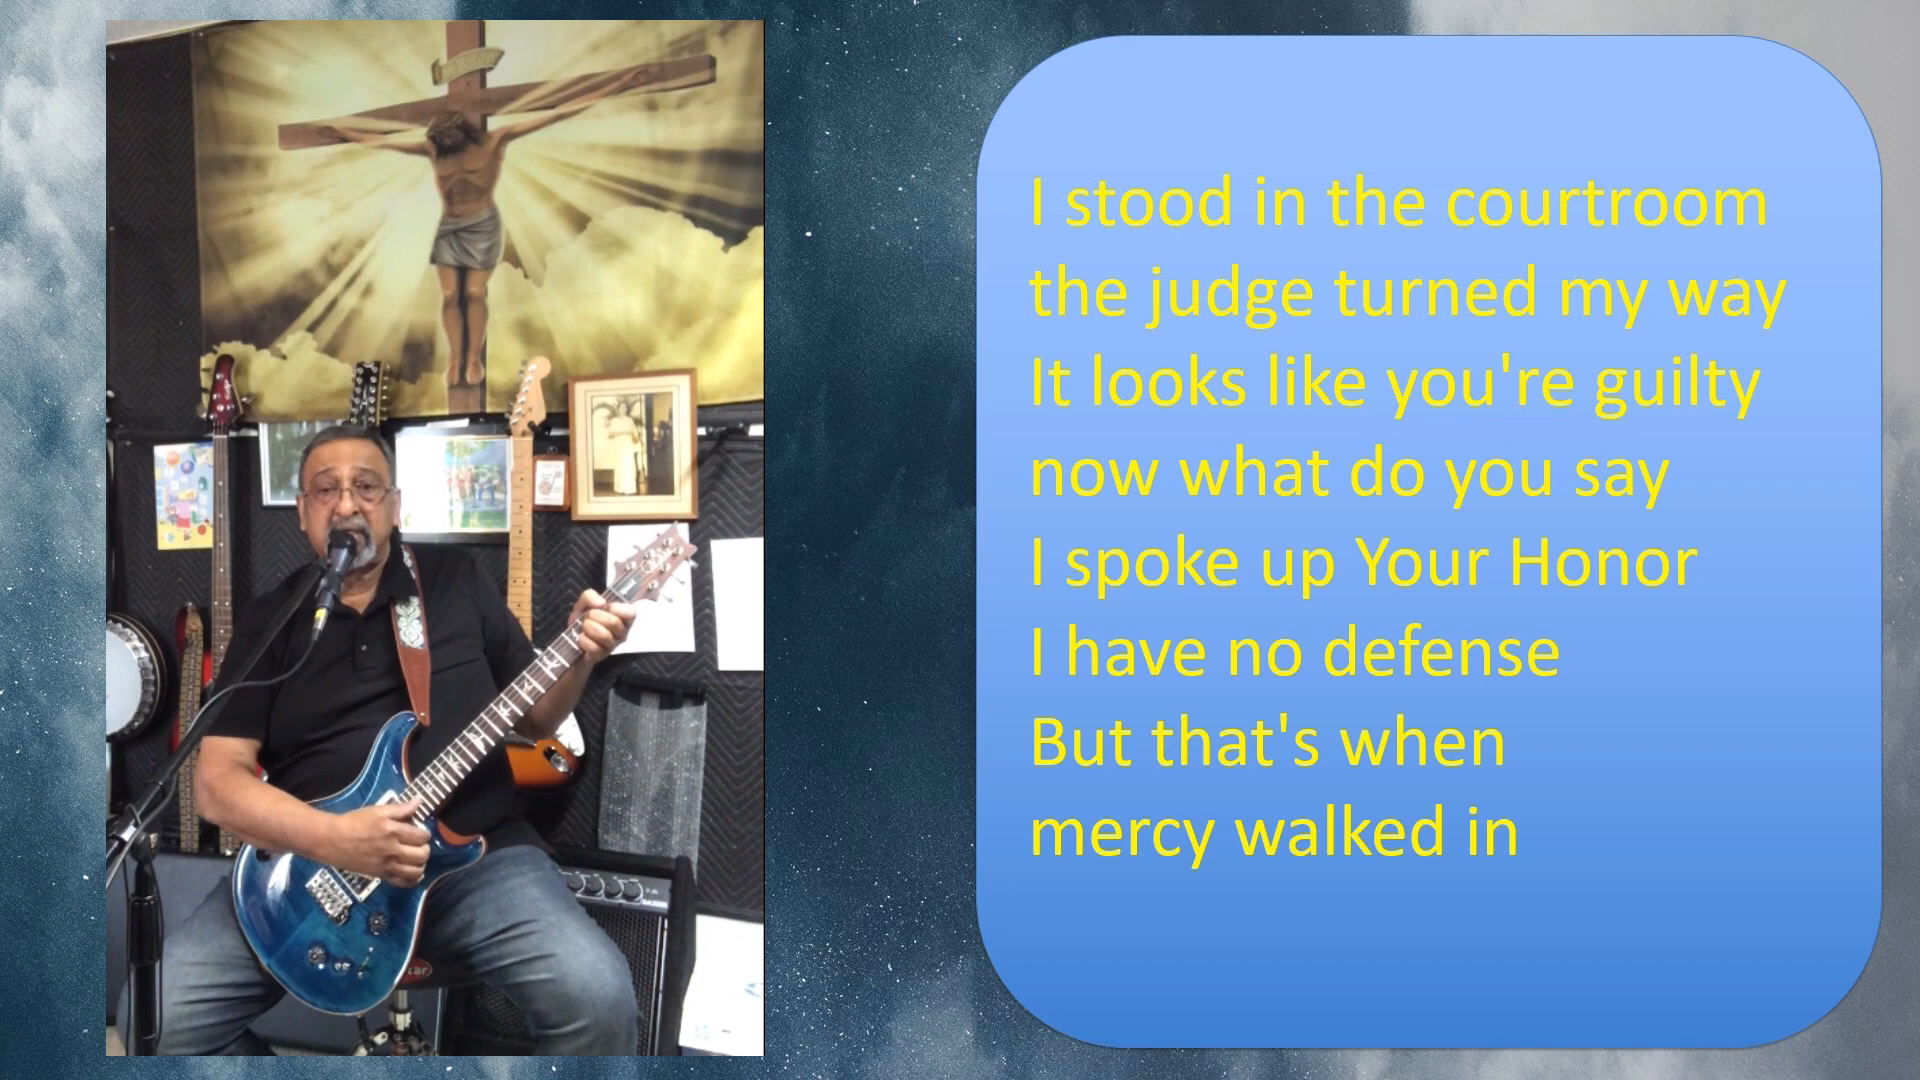 I stood in the courtroom
the judge turned my way
It looks like you're guilty
now what do you say
I spoke up Your Honor
I have no defense
But that's when
mercy walked in